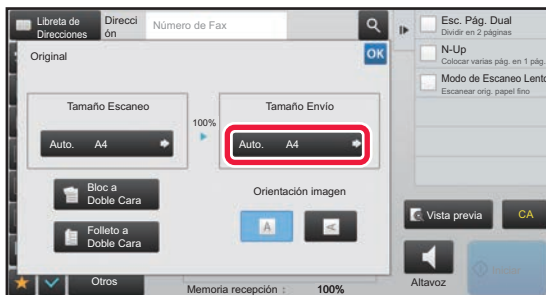 Libreta de
Direcciones
Direcci
ón
Número de Fax
Original
OK
Tamaño Escaneo
100%
Tamaño Envío
Auto. A4
Auto. A4
Bloc a
Doble Cara
Folleto a
Doble Cara
Orientación imagen
A
A
Otros
Memoria recepción : 100%
Esc. Pág. Dual
Dividir en 2 páginas
N-Up
Colocar varias pág. en 1 pág.
Modo de Escaneo Lento
Escanear orig. papel fino
Vista previa
CA
Altavoz